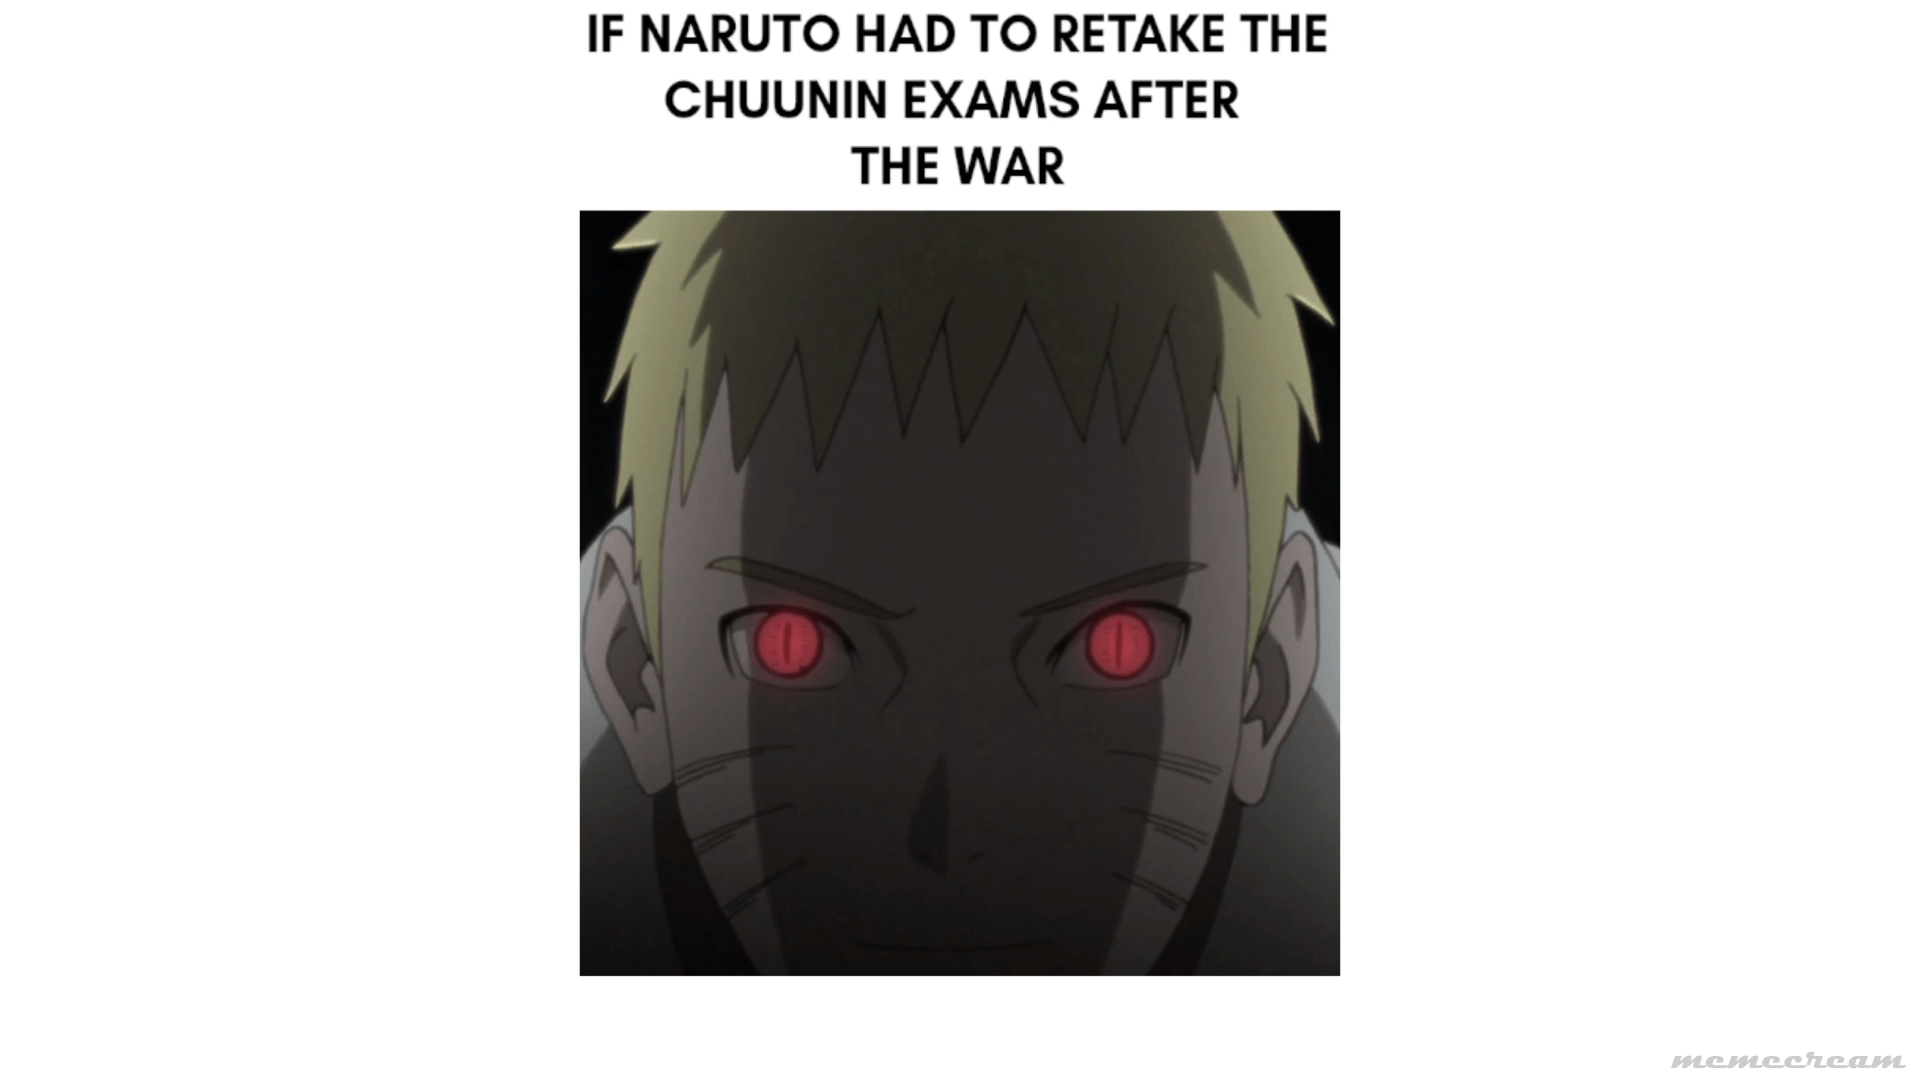 IF NARUTO HAD TO RETAKE THE
CHUUNIN EXAMS AFTER
THE WAR
memecream